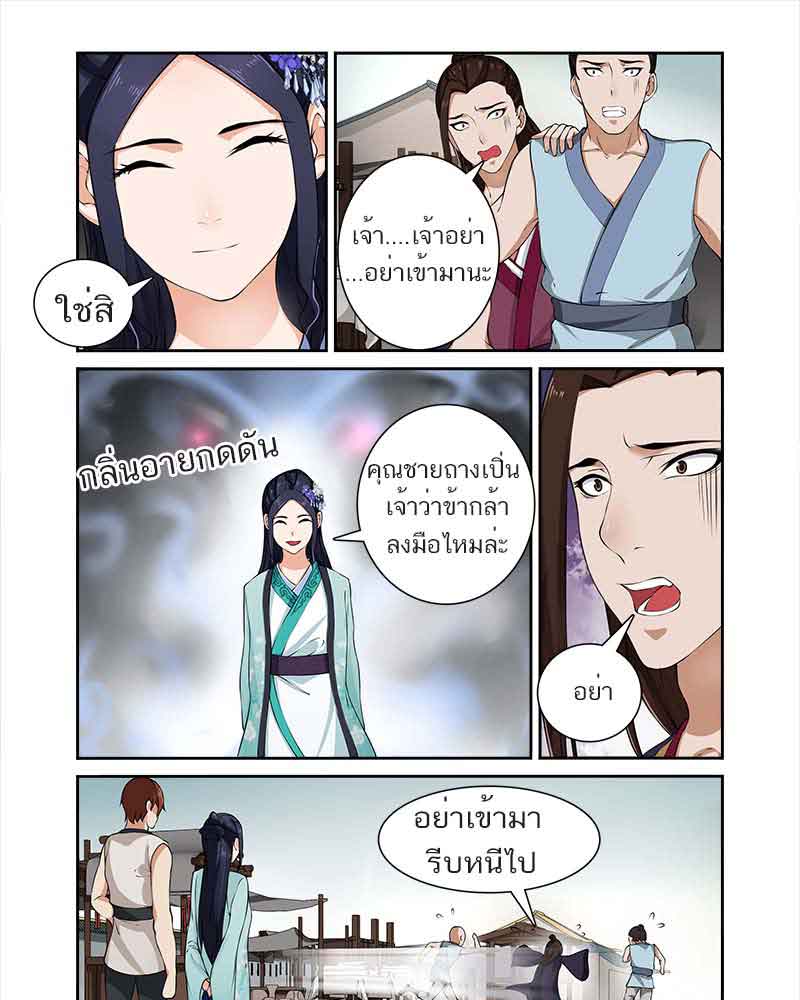 ใช่สิ
เจ้า....เจ้าอย่า
...อย่าเข้ามานะ
กลิ่นอายกดดัน
คุณชายถางเปิ่น
เจ้าว่าข้ากล้า
ลงมือไหมล่ะ
อย่า
อย่าเข้ามา
รีบหนีไป